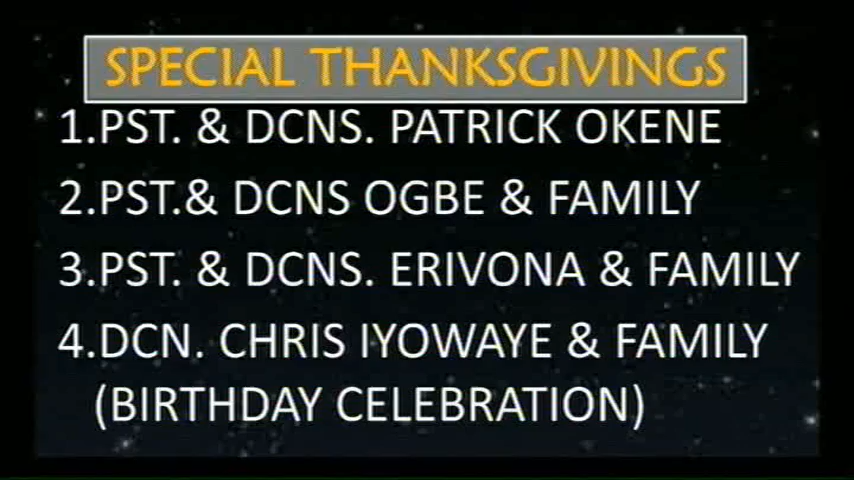 SPECIAL THANKSGIVINGS
1.PST. & DCNS. PATRICK OKENE
2.PST.& DCNS OGBE & FAMILY
3.PST. & DCNS. ERIVONA & FAMILY
4.DCN. CHRIS IYOWAYE & FAMILY
(BIRTHDAY CELEBRATION)